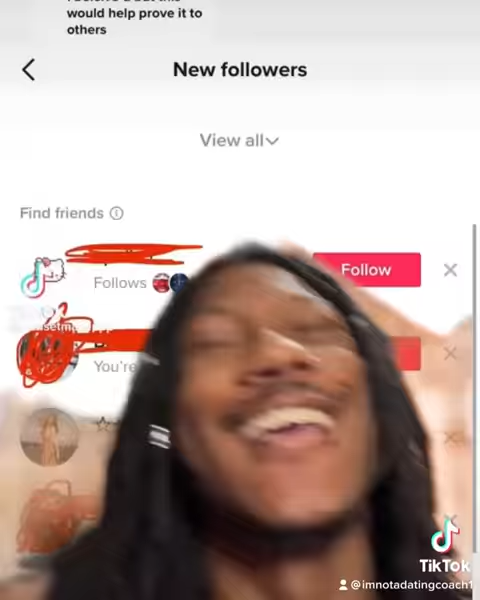 would help prove it to
others
New followers
View all
Find friends
Follows
Follow
You're
TikTok
@imnotadatingcoach1